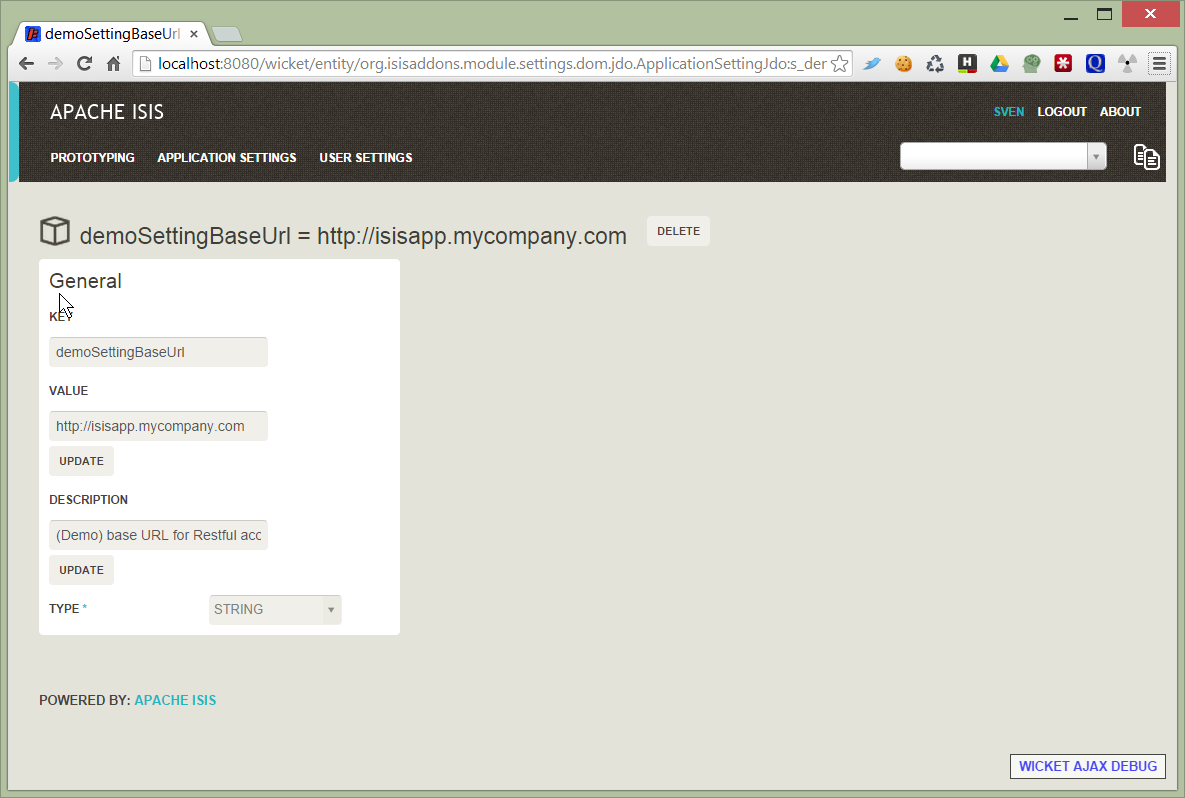 demoSettingBaseUrl
localhost:8080/wicket/entity/org.isisaddons.module.settings.dom.jdo.ApplicationSettingJdo:s_der
APACHE ISIS
SVEN LOGOUT ABOUT
PROTOTYPING APPLICATION SETTINGS USER SETTINGS
demoSettingBaseUrl = http://isisapp.mycompany.com DELETE
General
KEY
demoSettingBaseUrl
VALUE
http://isisapp.mycompany.com
UPDATE
DESCRIPTION
(Demo) base URL for Restful acc
UPDATE
TYPE * STRING
POWERED BY: APACHE ISIS
WICKET AJAX DEBUG